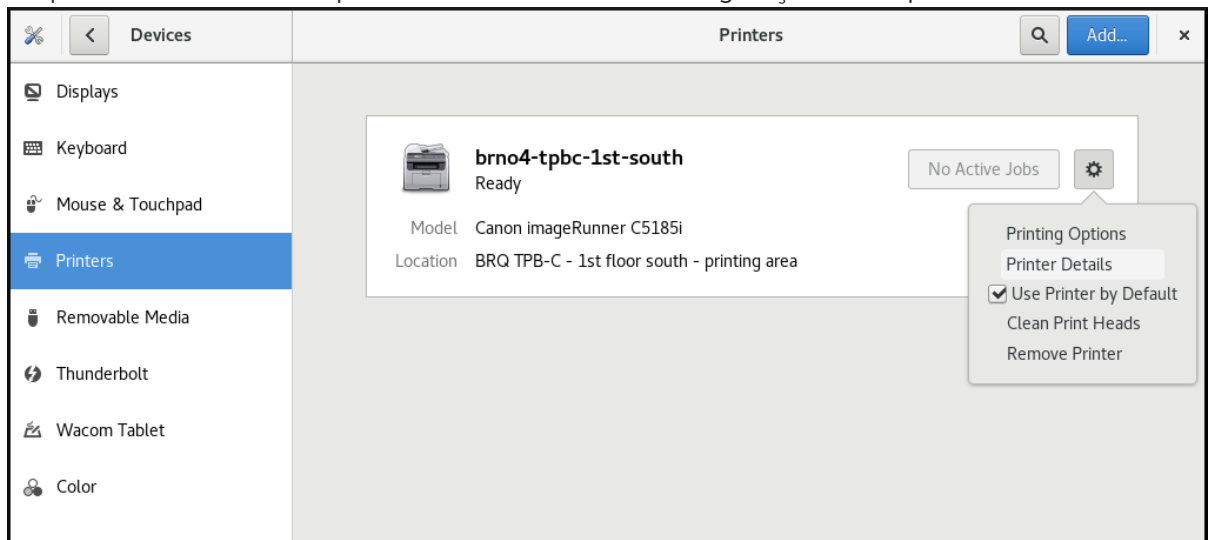 Devices
Printers
Add...
Displays
Keyboard
Mouse & Touchpad
Printers
Removable Media
Thunderbolt
Wacom Tablet
Color
brno4-tpbc-1st-south
Ready
No Active Jobs
Model Canon imageRunner C5185i
Location BRQ TPB-C - 1st floor south - printing area
Printing Options
Printer Details
Use Printer by Default
Clean Print Heads
Remove Printer